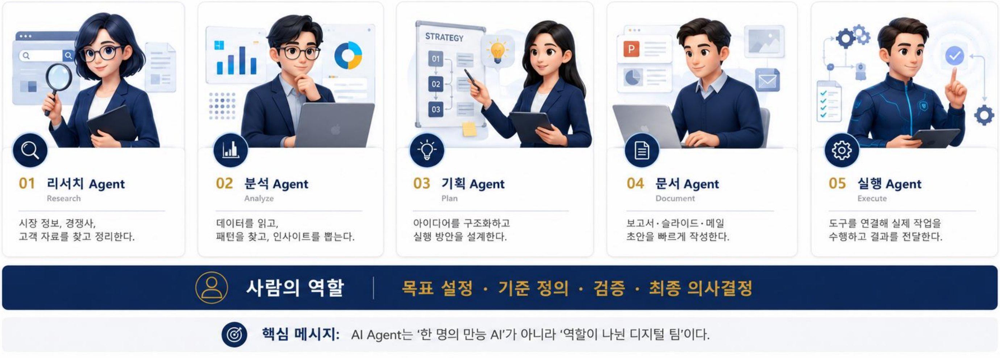 STRATEGY
01
02
03
P
01 리서치 Agent
Research
시장 정보, 경쟁사,
고객 자료를 찾고 정리한다.
02 분석 Agent
Analyze
데이터를 읽고,
패턴을 찾고, 인사이트를 뽑는다.
03 기획 Agent
Plan
아이디어를 구조화하고
실행 방안을 설계한다.
04 문서 Agent
Document
보고서·슬라이드·메일
초안을 빠르게 작성한다.
05 실행 Agent
Execute
도구를 연결해 실제 작업을
수행하고 결과를 전달한다.
사람의 역할 | 목표 설정 · 기준 정의 · 검증 · 최종 의사결정
핵심 메시지: AI Agent는 ‘한 명의 만능 AI’가 아니라 ‘역할이 나뉜 디지털 팀’이다.